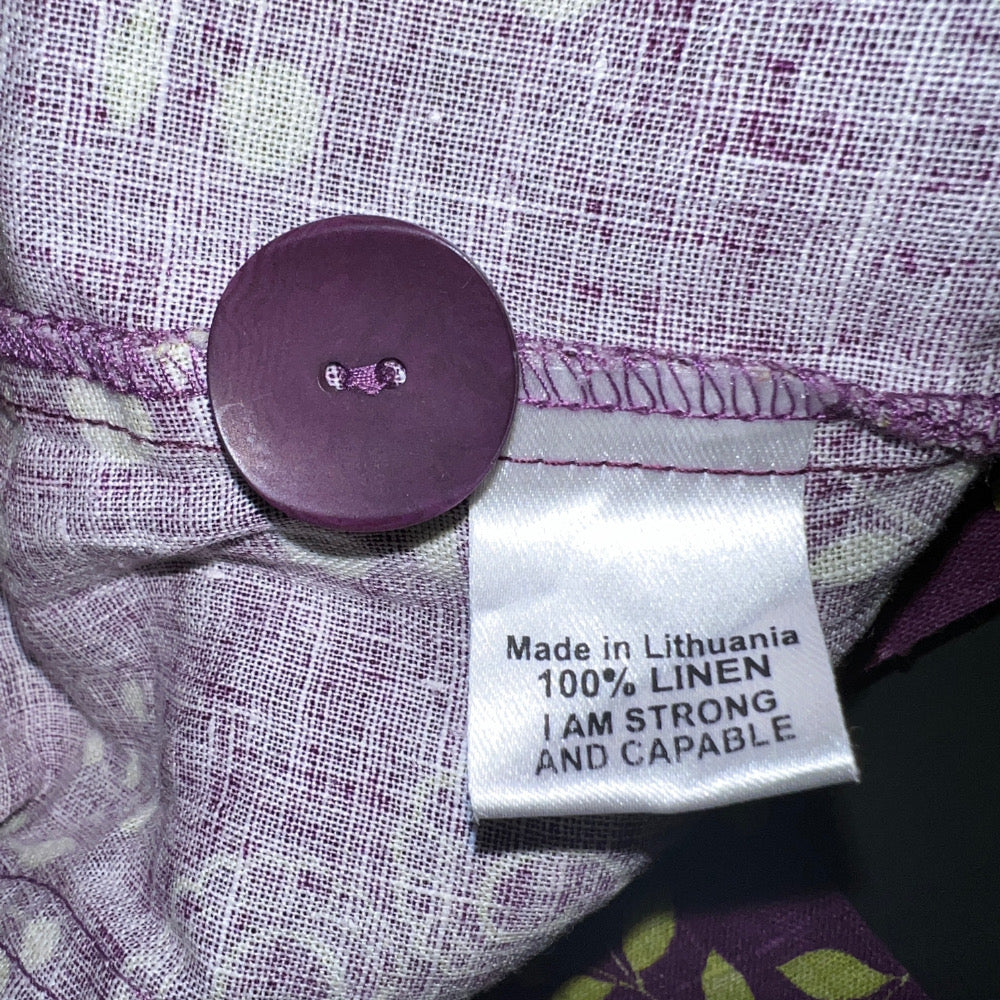 Made in Lithuania
100% LINEN
I AM STRONG
AND CAPABLE